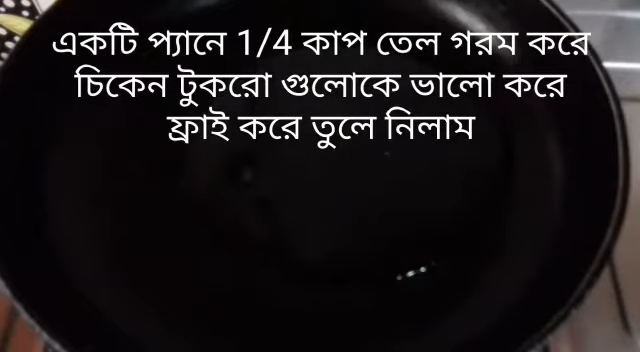 একটি প্যানে 1/4 কাপ তেল গরম করে
চিকেন টুকরো গুলোকে ভালো করে
ফ্রাই করে তুলে নিলাম